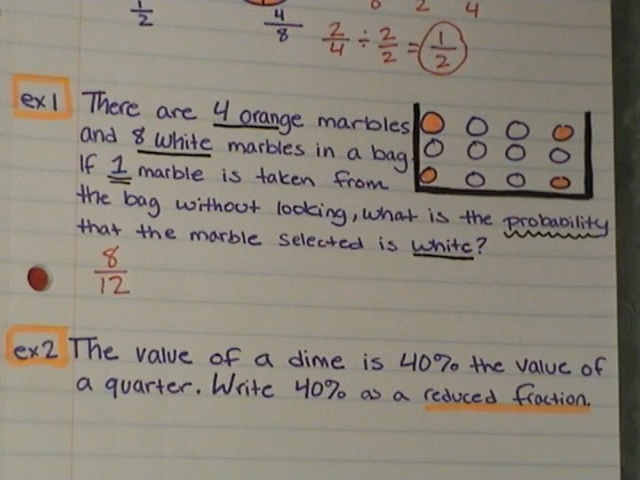 1/2
4/8
2/4 ÷ 2/2 = 1/2
2 4
ex1 There are 4 orange marbles
and 8 white marbles in a bag
If 1 marble is taken from
the bag without looking, what is the probability
that the marble selected is white?
8/12
ex2 The value of a dime is 40% the value of
a quarter. Write 40% as a reduced fraction.